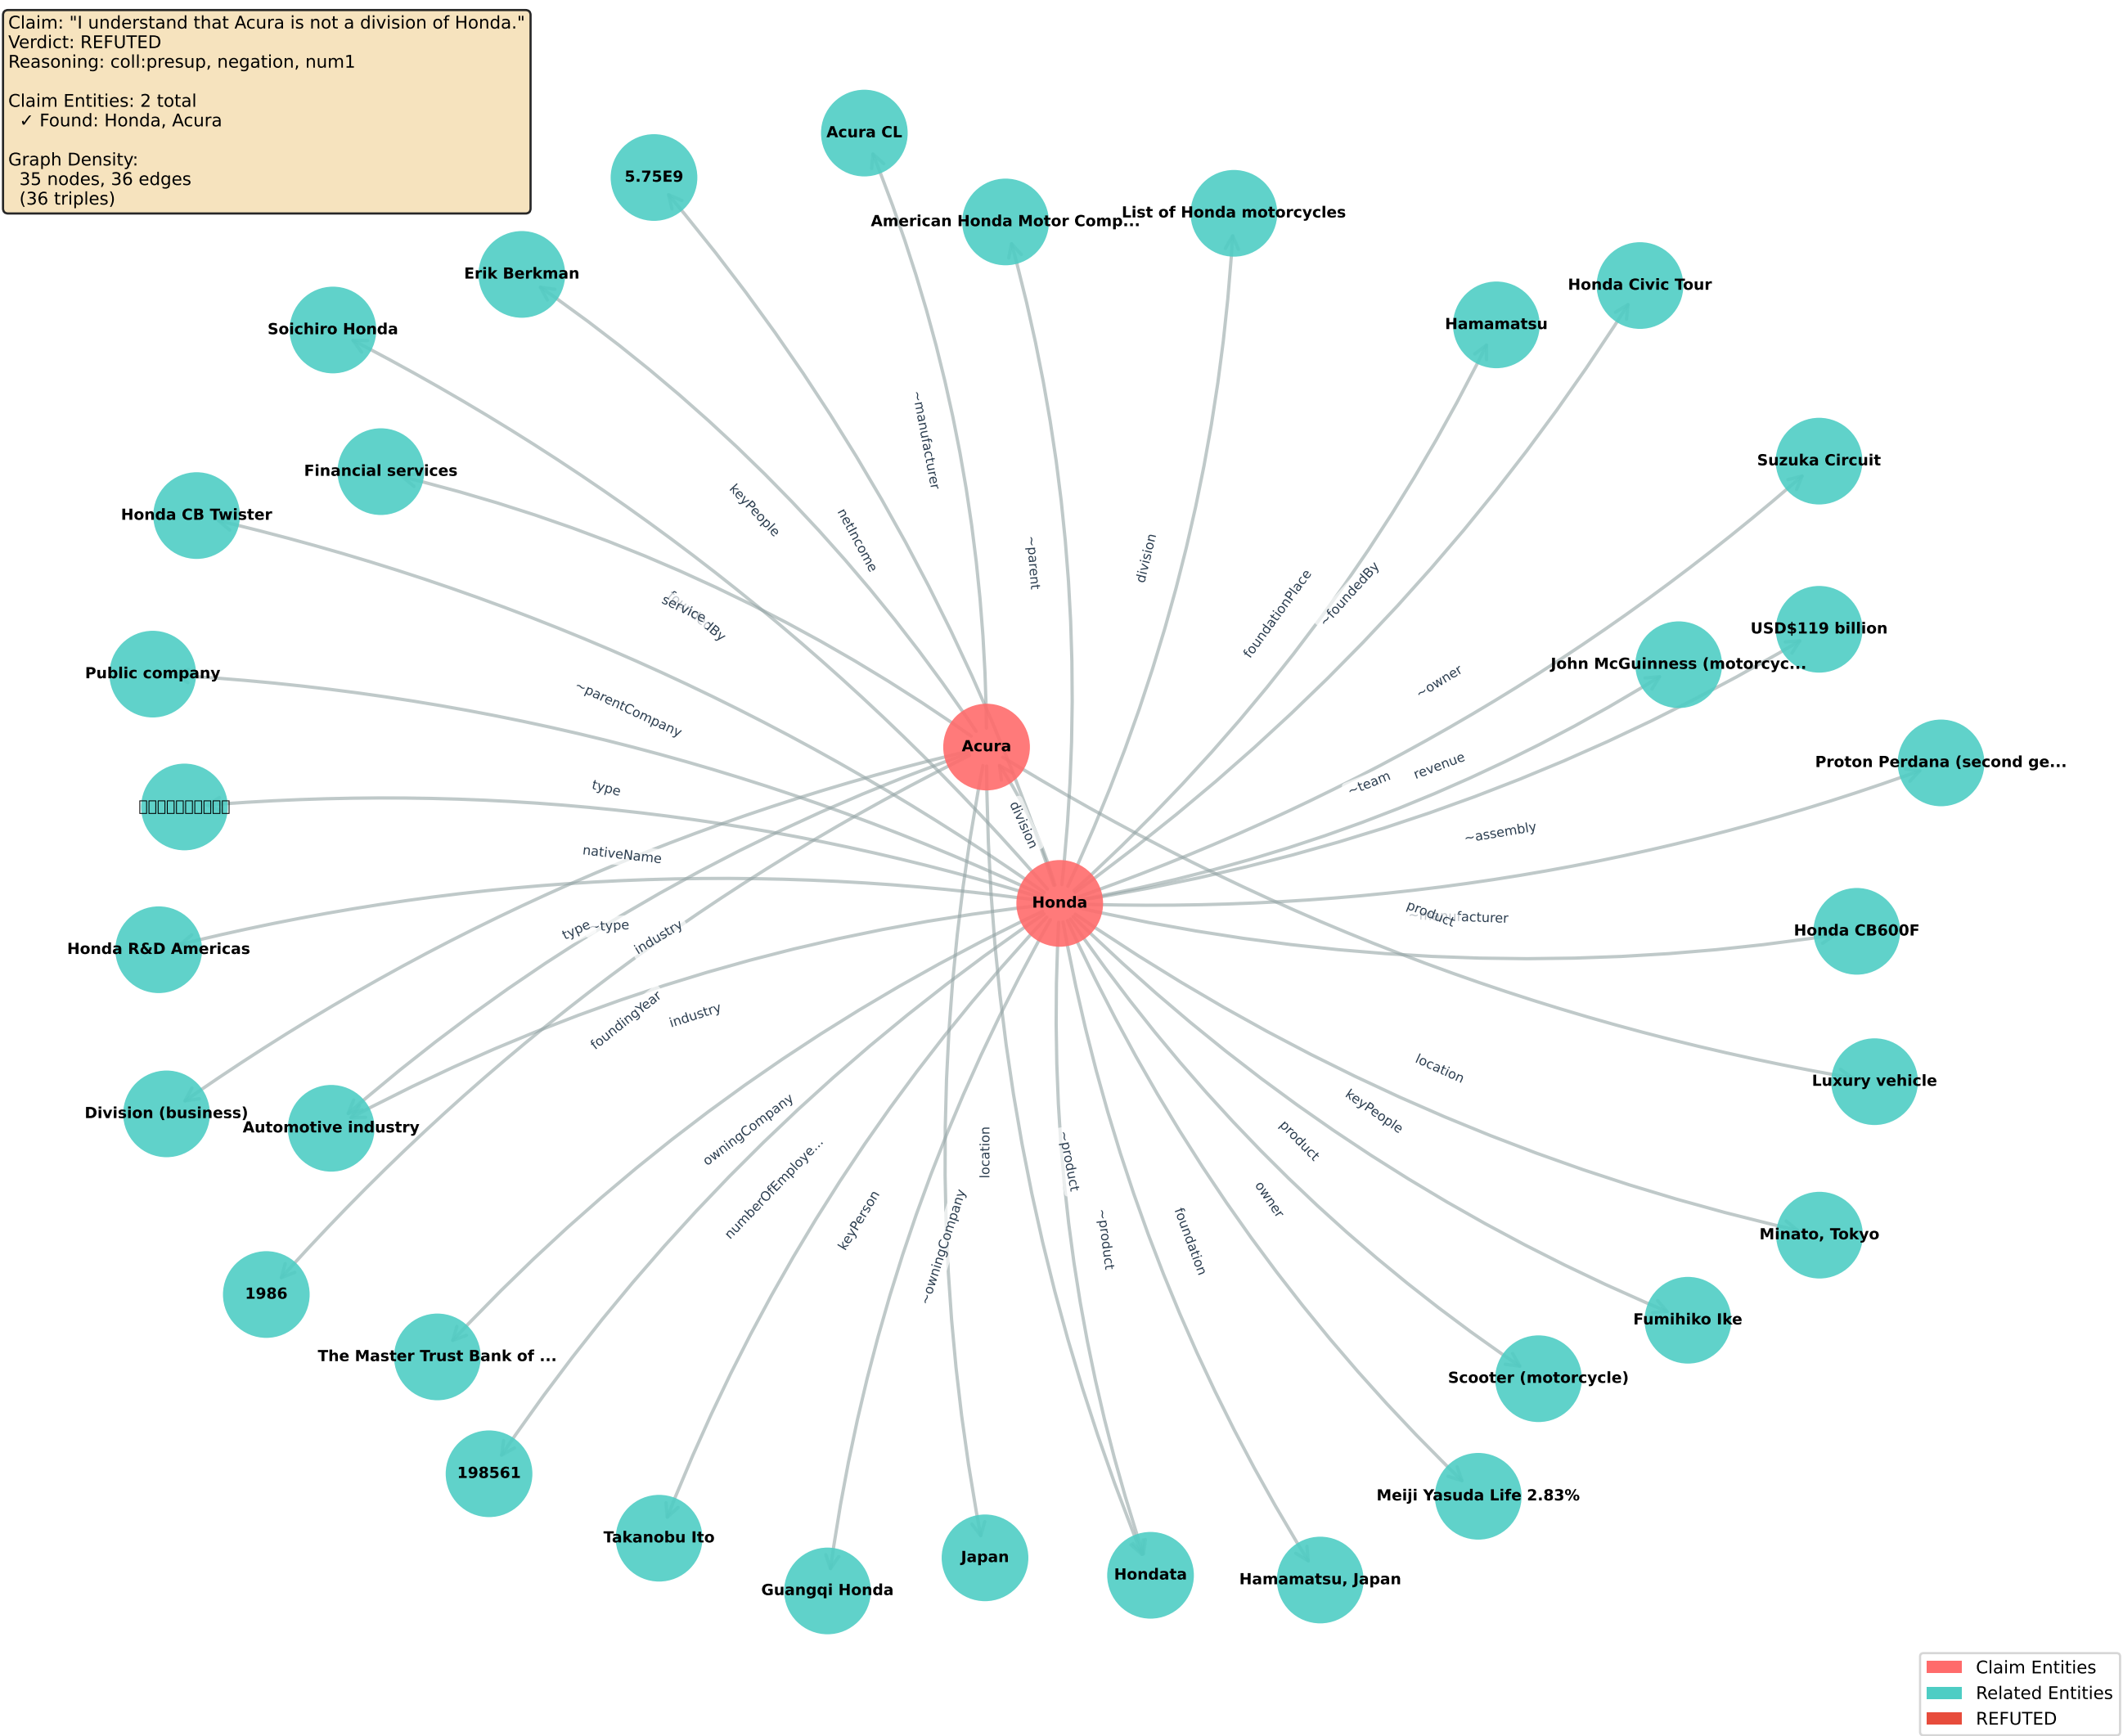 Claim: "I understand that Acura is not a division of Honda."
Verdict: REFUTED
Reasoning: coll:presup, negation, num1
Claim Entities: 2 total
✓ Found: Honda, Acura
Graph Density:
35 nodes, 36 edges
(36 triples)
Acura CL
5.75E9
American Honda Motor Comp...
List of Honda motorcycles
Erik Berkman
Honda Civic Tour
Hamamatsu
Soichiro Honda
Financial services
Suzuka Circuit
Honda CB Twister
USD$119 billion
John McGuinness (motorcyc...
Public company
Acura
Proton Perdana (second ge...
Honda
Honda CB600F
Honda R&D Americas
Luxury vehicle
Division (business)
Automotive industry
Minato, Tokyo
1986
Fumihiko Ike
The Master Trust Bank of ...
Scooter (motorcycle)
198561
Meiji Yasuda Life 2.83%
Takanobu Ito
Guangqi Honda
Japan
Hondata
Hamamatsu, Japan
~manufacturer
keyPeople
netIncome
~parent
division
foundationPlace
~foundedBy
service
~owner
~parentCompany
revenue
~team
type
division
~assembly
nativeName
product
type
~type
industry
foundingYear
industry
location
keyPeople
owningCompany
product
numberOfEmploye...
location
~product
owner
keyPerson
~owningCompany
~product
foundation
Claim Entities
Related Entities
REFUTED